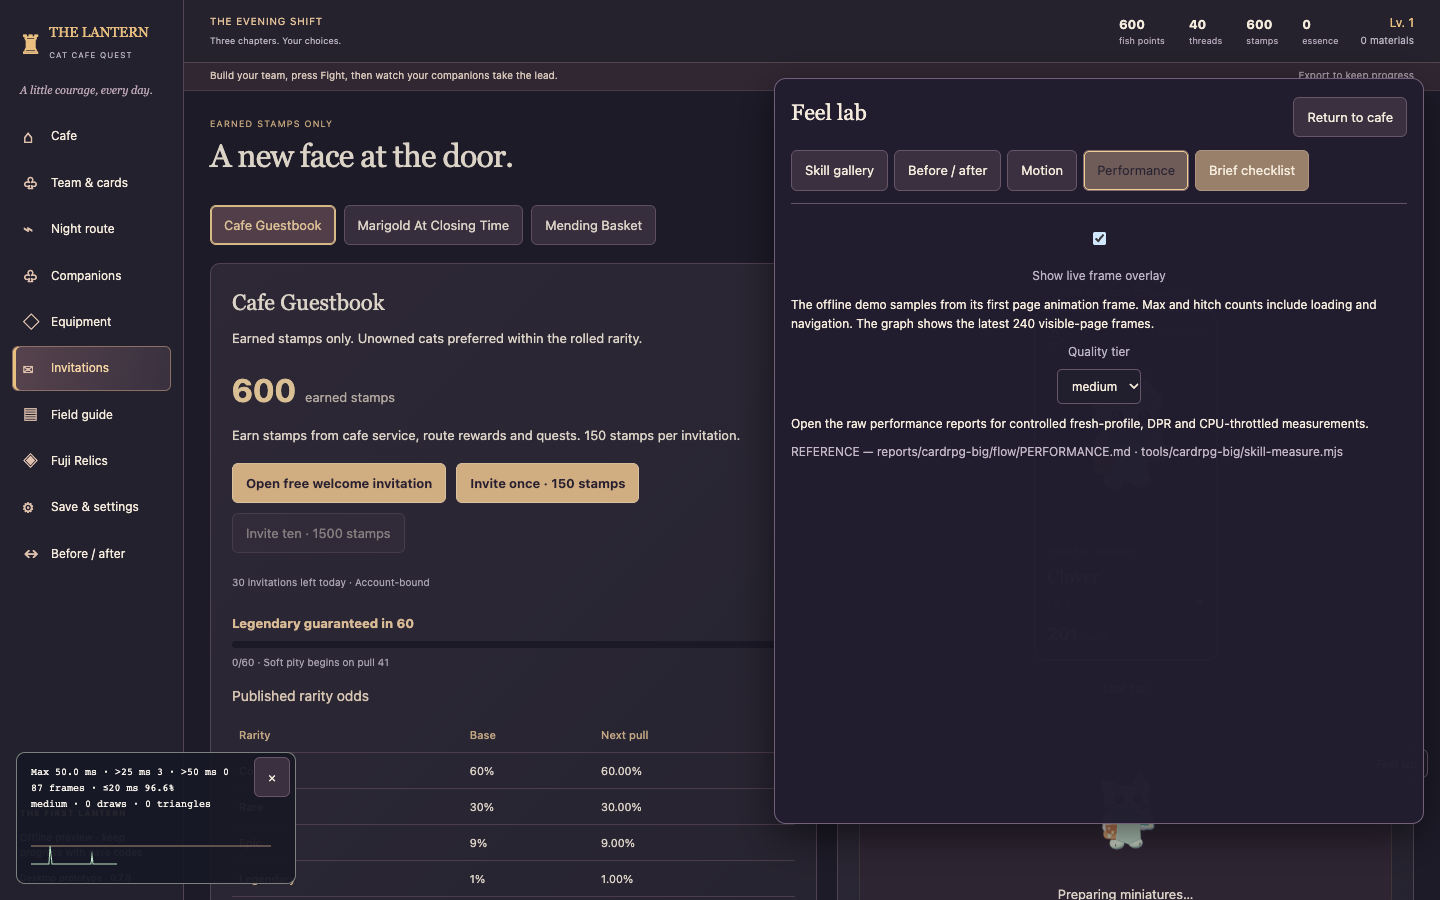 THE LANTERN
CAT CAFE QUEST
A little courage, every day.
Cafe
Team & cards
Night route
Companions
Equipment
Invitations
Field guide
Fuji Relics
Save & settings
Before / after
THE EVENING SHIFT
Three chapters. Your choices.
600 fish points
40 threads
600 stamps
0 essence
Lv. 1
0 materials
Build your team, press Fight, then watch your companions take the lead.
Export to keep progress
EARNED STAMPS ONLY
A new face at the door.
Cafe Guestbook
Marigold At Closing Time
Mending Basket
Cafe Guestbook
Earned stamps only. Unowned cats preferred within the rolled rarity.
600 earned stamps
Earn stamps from cafe service, route rewards and quests. 150 stamps per invitation.
Open free welcome invitation
Invite once · 150 stamps
Invite ten · 1500 stamps
30 invitations left today · Account-bound
Legendary guaranteed in 60
0/60 · Soft pity begins on pull 41
Published rarity odds
Rarity Base Next pull
60% 60.00%
30% 30.00%
9% 9.00%
1% 1.00%
Feel lab
Return to cafe
Skill gallery
Before / after
Motion
Performance
Brief checklist
Show live frame overlay
The offline demo samples from its first page animation frame. Max and hitch counts include loading and
navigation. The graph shows the latest 240 visible-page frames.
Quality tier
medium
Open the raw performance reports for controlled fresh-profile, DPR and CPU-throttled measurements.
REFERENCE — reports/cardrpg-big/flow/PERFORMANCE.md · tools/cardrpg-big/skill-measure.mjs
Preparing miniatures…
Max 50.0 ms · >25 ms 3 · >50 ms 0
87 frames · ≤20 ms 96.6%
medium · 0 draws · 0 triangles
×